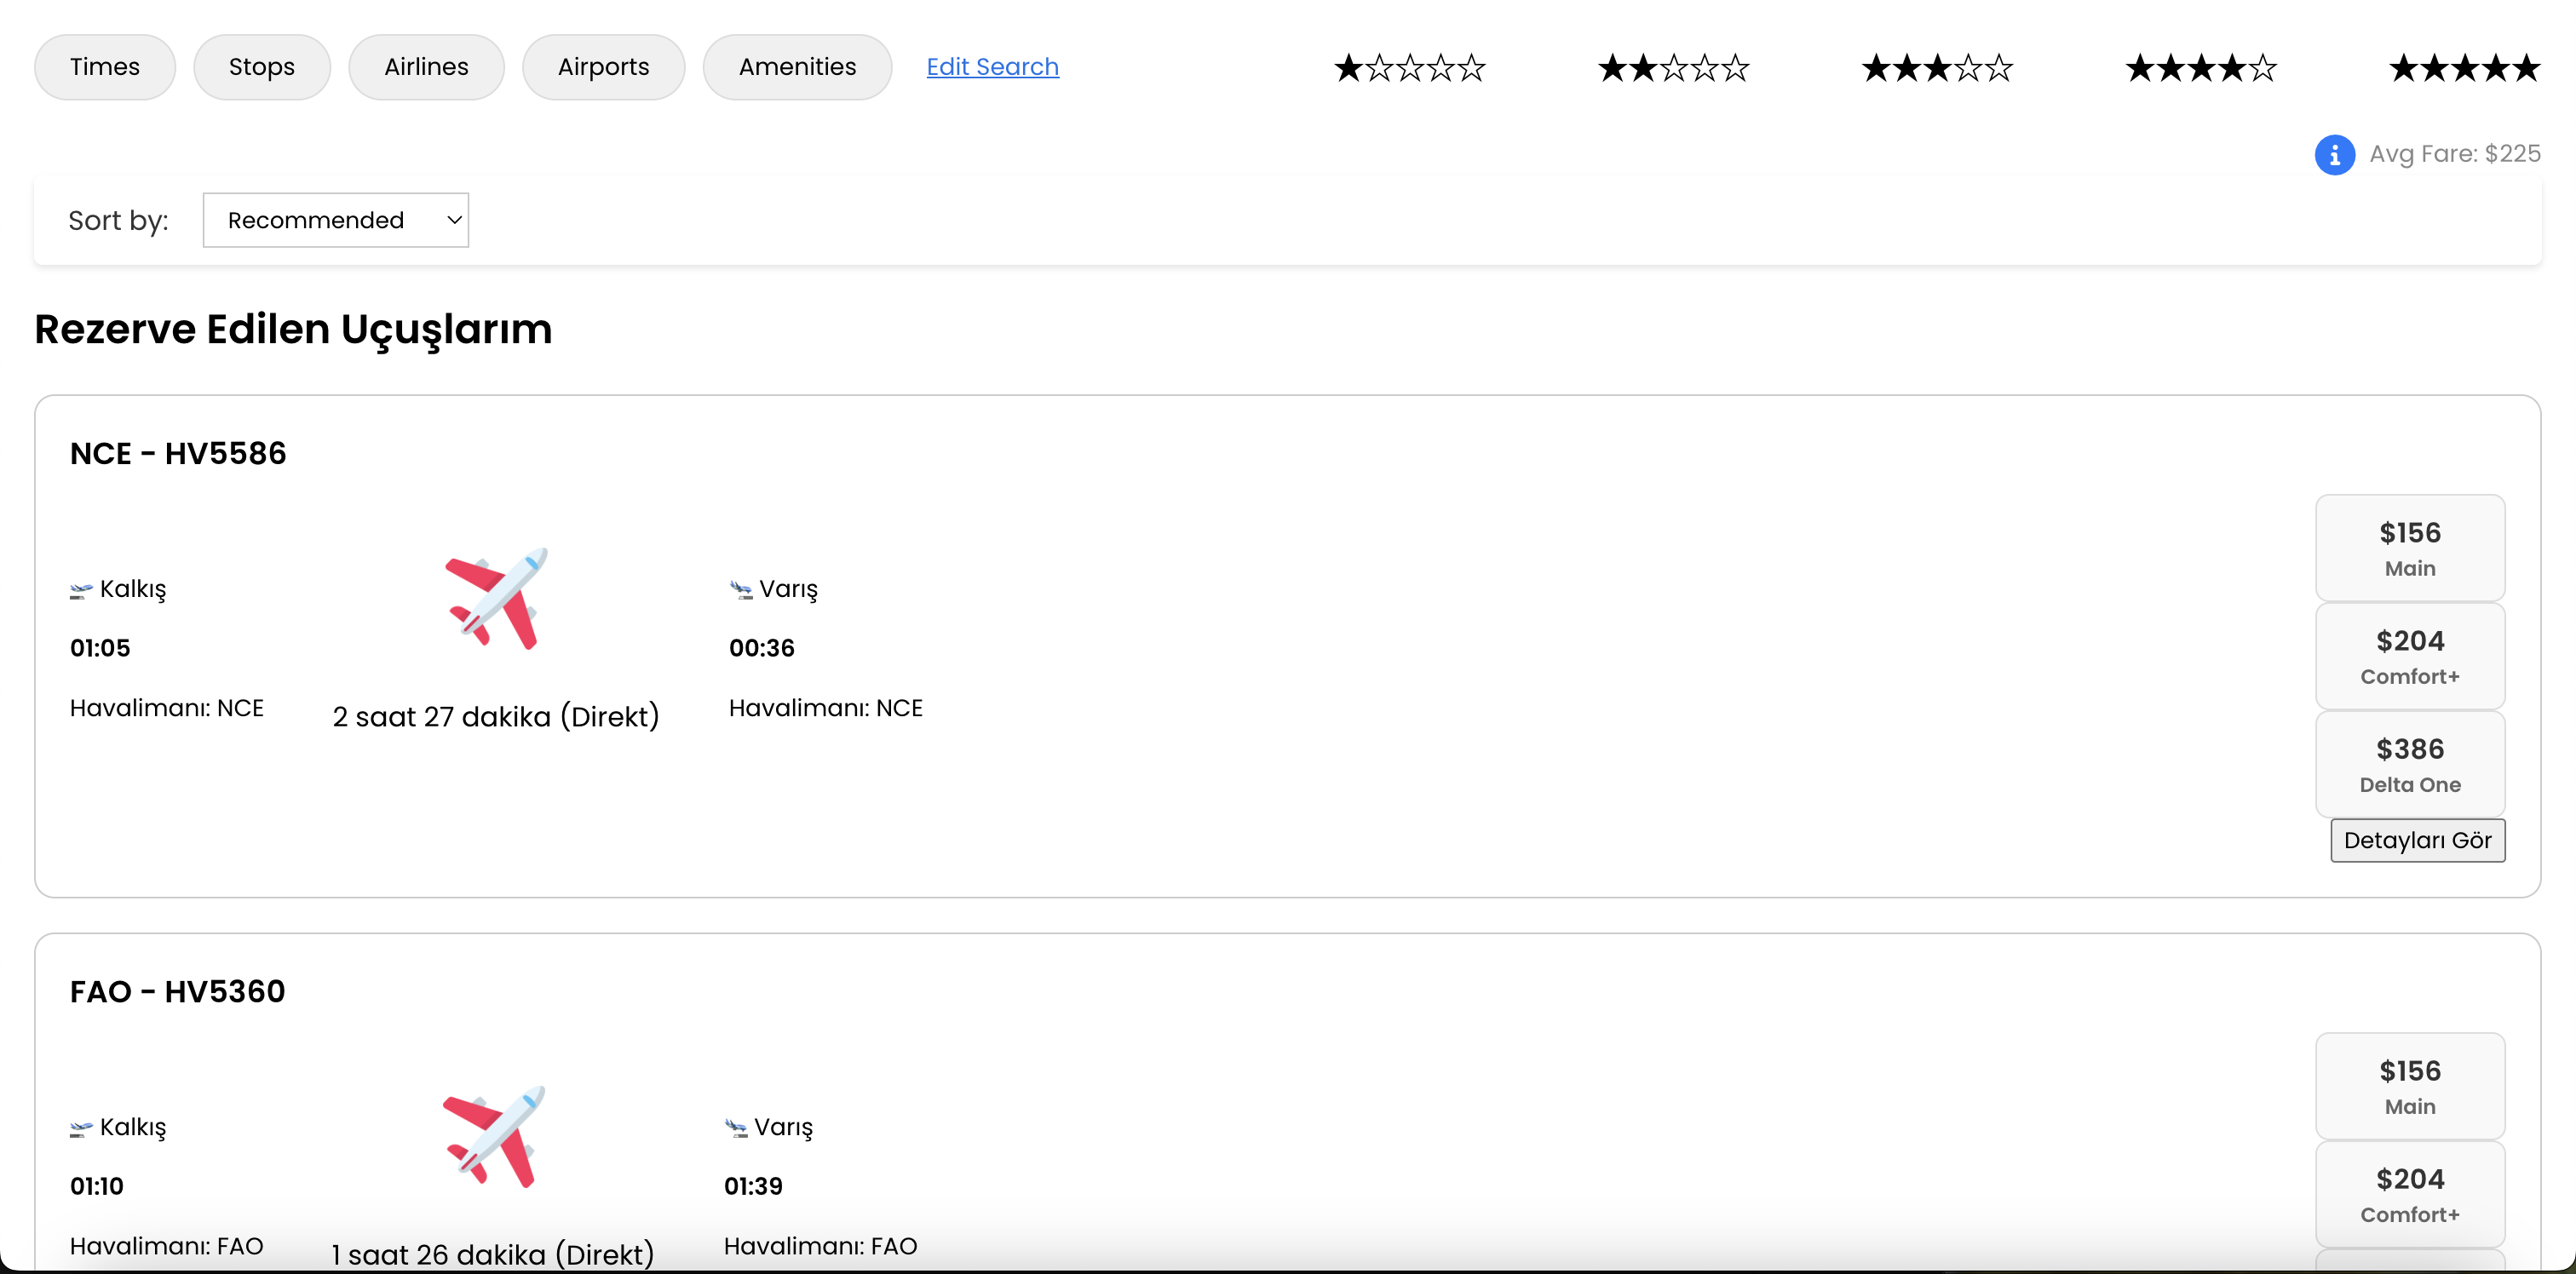 Times Stops Airlines Airports Amenities Edit Search ★☆☆☆☆ ★★☆☆☆ ★★★☆☆ ★★★★☆ ★★★★★
Avg Fare: $225
Sort by: Recommended
Rezerve Edilen Uçuşlarım
NCE - HV5586
Kalkış
01:05
Havalimanı: NCE
2 saat 27 dakika (Direkt)
Varış
00:36
Havalimanı: NCE
$156
Main
$204
Comfort+
$386
Delta One
Detayları Gör
FAO - HV5360
Kalkış
01:10
Havalimanı: FAO
1 saat 26 dakika (Direkt)
Varış
01:39
Havalimanı: FAO
$156
Main
$204
Comfort+